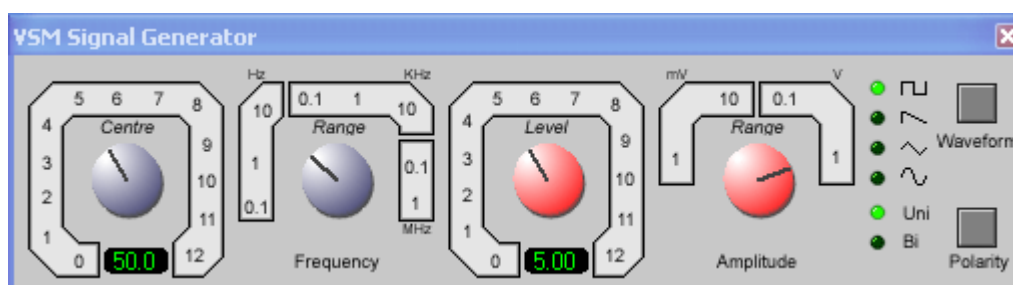 VSM Signal Generator
Hz KHz mV V
5 6 7 8 10 0.1 1 10 5 6 7 8 10 0.1
4 Centre Range 4 Level Range
Waveform
3 9 1 0.1 3 9 1 1
2 10 2 10
1 11 0.1 1 1 11 Uni
MHz
0 50.0 12 Frequency 0 5.00 12 Amplitude Bi Polarity